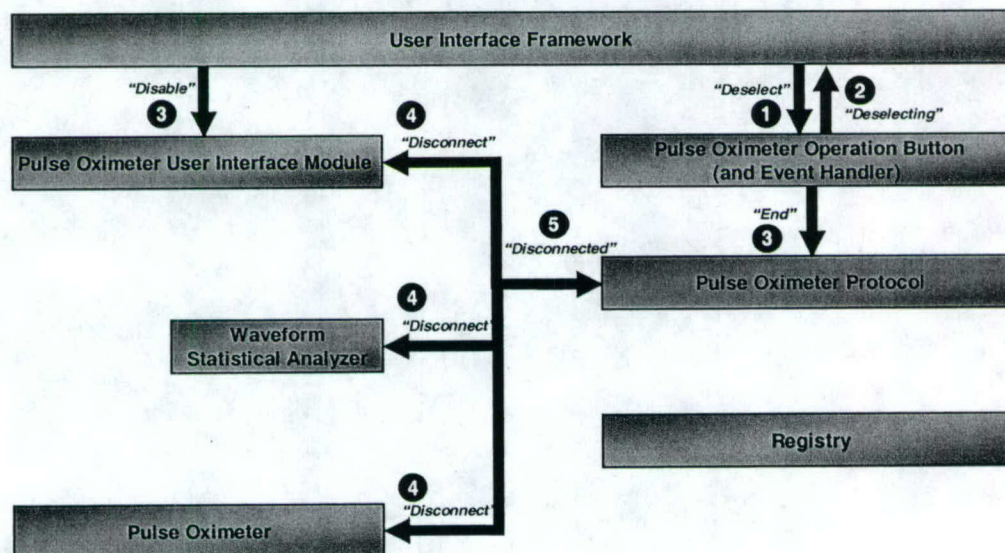 User Interface Framework
"Disable"
3
"Deselect"
1
2
"Deselecting"
4
"Disconnect"
Pulse Oximeter User Interface Module
Pulse Oximeter Operation Button
(and Event Handler)
"End"
3
5
"Disconnected"
Pulse Oximeter Protocol
4
"Disconnect"
Waveform
Statistical Analyzer
Registry
4
"Disconnect"
Pulse Oximeter